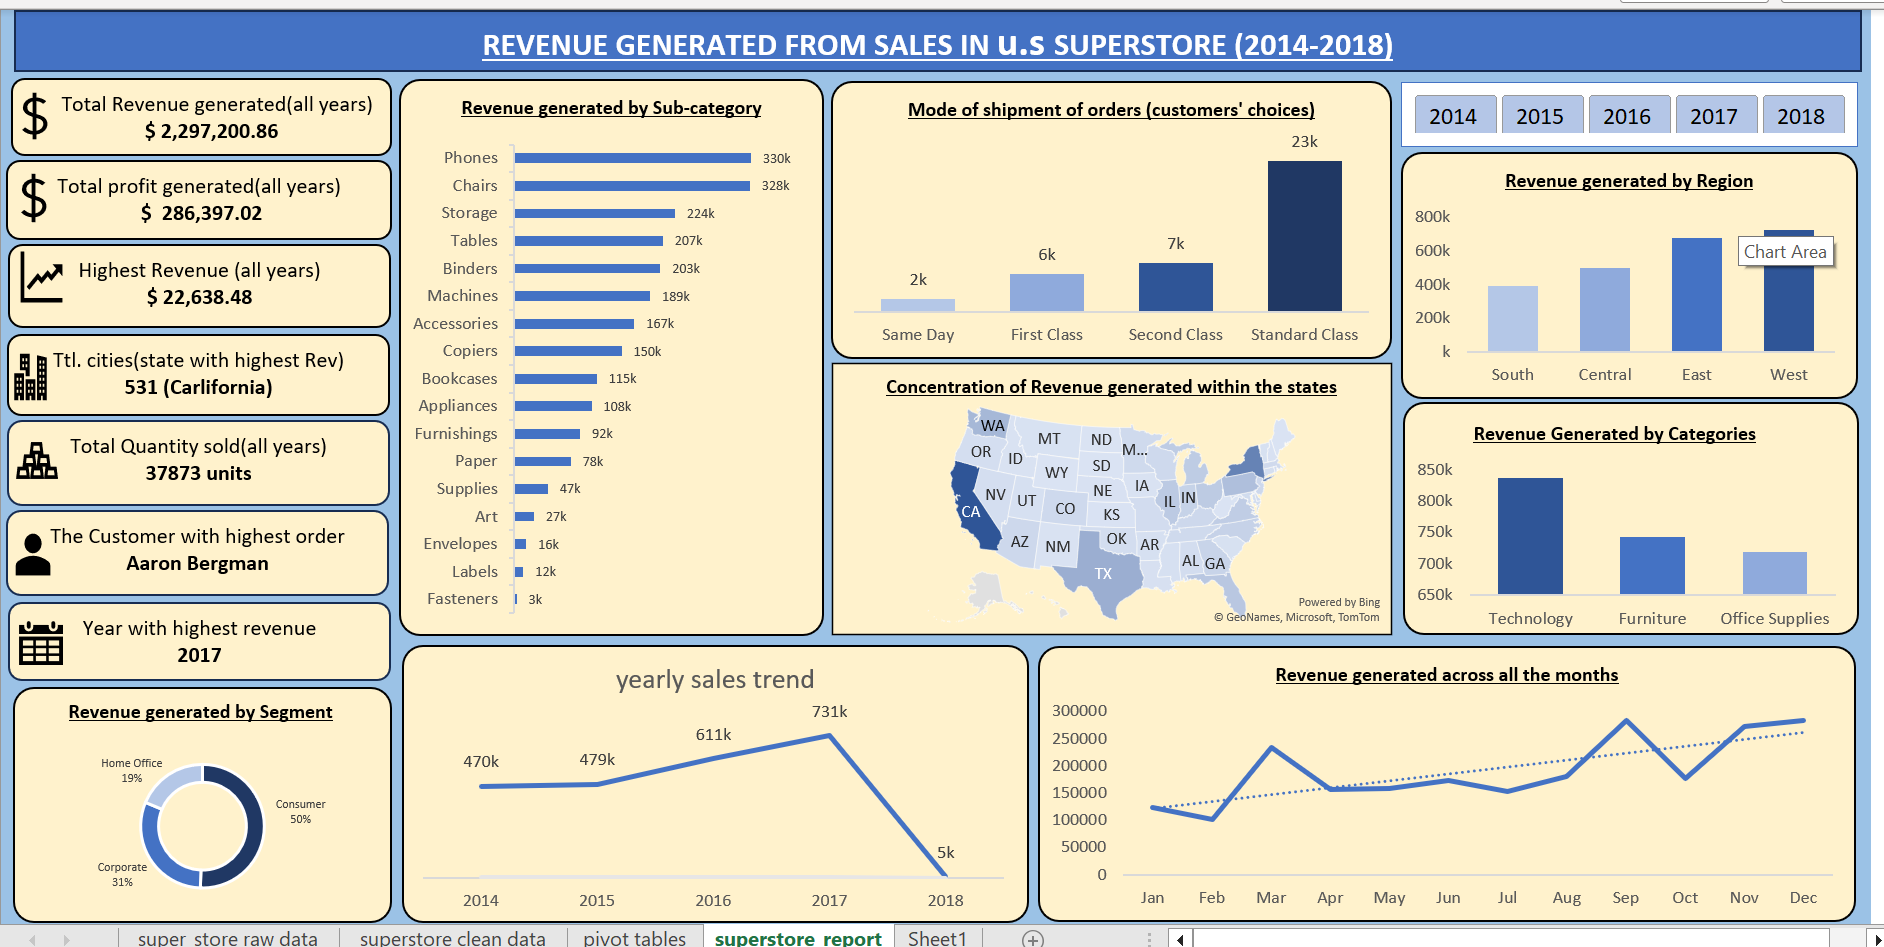 REVENUE GENERATED FROM SALES IN u.s SUPERSTORE (2014-2018)
Total Revenue generated(all years)
$ 2,297,200.86
Total profit generated(all years)
$ 286,397.02
Highest Revenue (all years)
$ 22,638.48
Ttl. cities(state with highest Rev)
531 (Carlifornia)
Total Quantity sold(all years)
37873 units
The Customer with highest order
Aaron Bergman
Year with highest revenue
2017
Revenue generated by Segment
Home Office
19%
Consumer
50%
Corporate
31%
Revenue generated by Sub-category
Phones 330k
Chairs 328k
Storage 224k
Tables 207k
Binders 203k
Machines 189k
Accessories 167k
Copiers 150k
Bookcases 115k
Appliances 108k
Furnishings 92k
Paper 78k
Supplies 47k
Art 27k
Envelopes 16k
Labels 12k
Fasteners 3k
Mode of shipment of orders (customers' choices)
2k 6k 7k 23k
Same Day First Class Second Class Standard Class
Concentration of Revenue generated within the states
WA MT ND M...
OR ID WY SD
NV UT CO NE IA IL IN
CA KS
AZ NM OK AR
TX AL GA
Powered by Bing
© GeoNames, Microsoft, TomTom
2014 2015 2016 2017 2018
Revenue generated by Region
800k
600k
400k
200k
k
Chart Area
South Central East West
Revenue Generated by Categories
850k
800k
750k
700k
650k
Technology Furniture Office Supplies
yearly sales trend
470k 479k 611k 731k 5k
2014 2015 2016 2017 2018
Revenue generated across all the months
300000
250000
200000
150000
100000
50000
0
Jan Feb Mar Apr May Jun Jul Aug Sep Oct Nov Dec
super store raw data superstore clean data pivot tables superstore report Sheet1